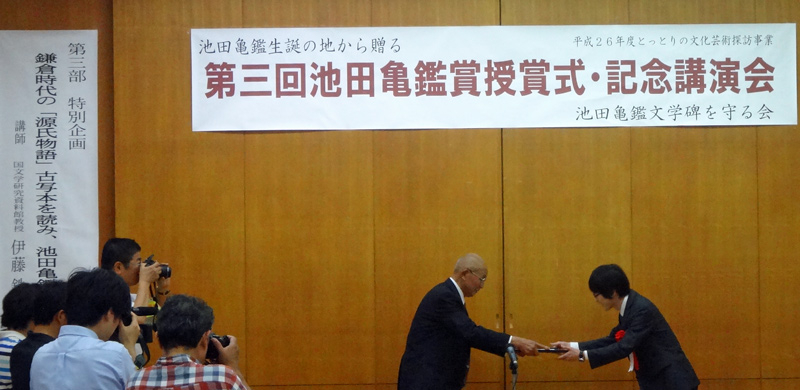 池田亀鑑生誕の地から贈る
平成26年度とっとりの文化芸術探訪事業
第三回池田亀鑑賞授賞式・記念講演会
池田亀鑑文学碑を守る会
第三部 特別企画
鎌倉時代の「源氏物語」古写本を読み、池田亀
講師 国文学研究資料館教授 伊藤